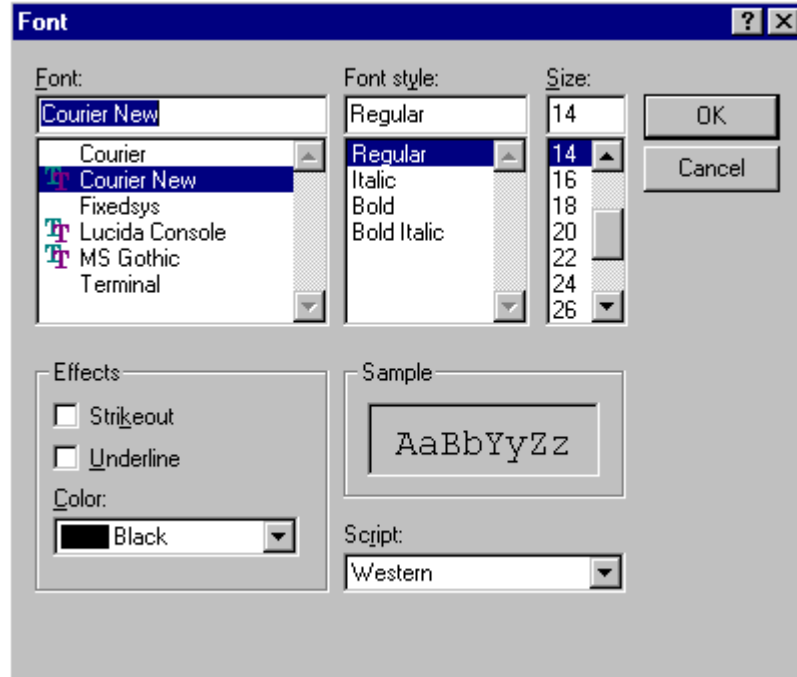 Font
Font:
Courier New
Courier
Courier New
Fixedsys
Lucida Console
MS Gothic
Terminal
Font style:
Regular
Regular
Italic
Bold
Bold Italic
Size:
14
14
16
18
20
22
24
26
OK
Cancel
Effects
Strikeout
Underline
Color:
Black
Sample
AaBbYyZz
Script:
Western